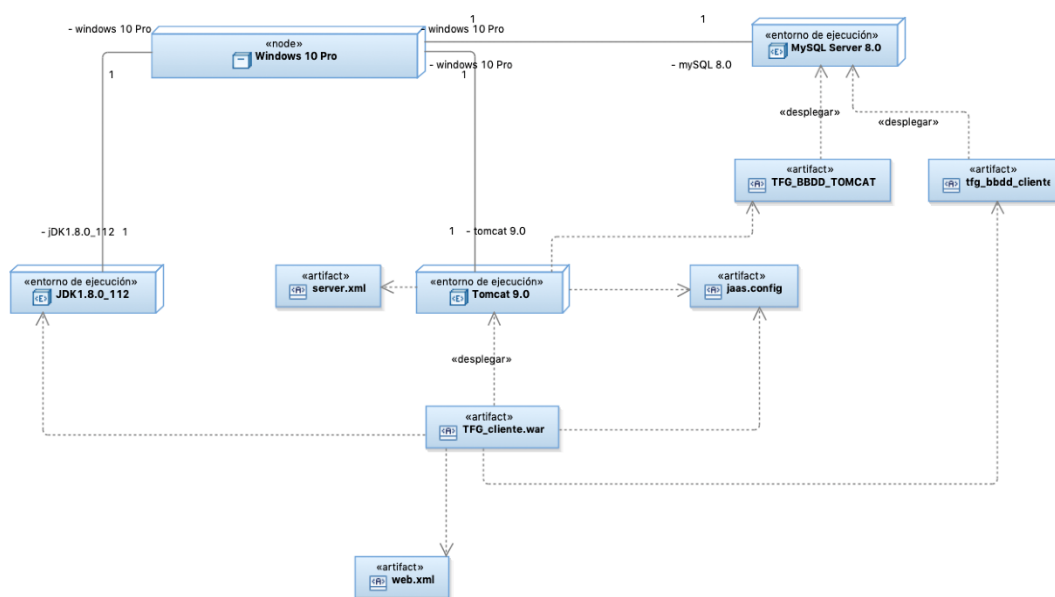 - windows 10 Pro
1
- windows 10 Pro
1
«node»
Windows 10 Pro
«entorno de ejecución»
MySQL Server 8.0
- windows 10 Pro
- mySQL 8.0
1
1
«desplegar»
«desplegar»
«artifact»
TFG_BBDD_TOMCAT
«artifact»
tfg_bbdd_cliente
- jDK1.8.0_112
1
1
- tomcat 9.0
«entorno de ejecución»
JDK1.8.0_112
«artifact»
server.xml
«entorno de ejecución»
Tomcat 9.0
«artifact»
jaas.config
«desplegar»
«artifact»
TFG_cliente.war
«artifact»
web.xml